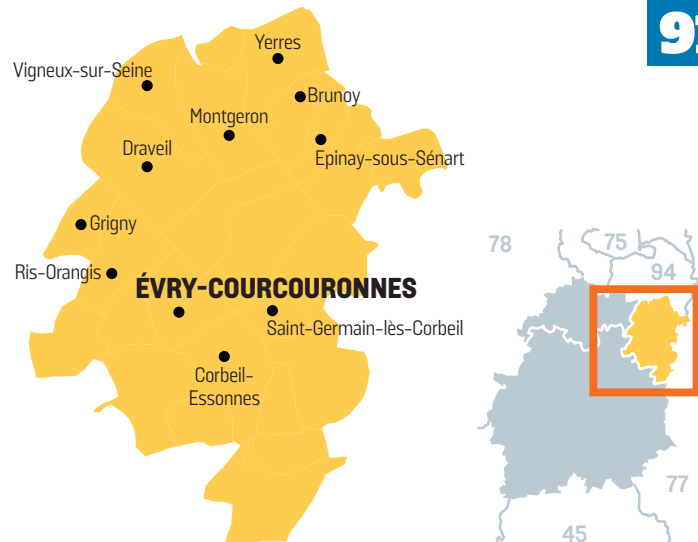 Yerres
Vigneux-sur-Seine
Brunoy
Montgeron
Draveil
Epinay-sous-Sénart
Grigny
Ris-Orangis
ÉVRY-COURCOURONNES
Saint-Germain-lès-Corbeil
Corbeil-
Essonnes
78
75
94
77
45